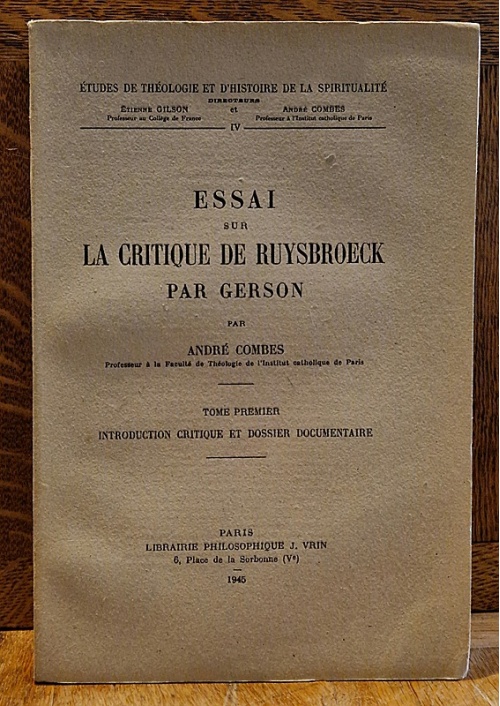 ÉTUDES DE THÉOLOGIE ET D'HISTOIRE DE LA SPIRITUALITÉ
DIRECTEURS
ÉTIENNE GILSON et ANDRÉ COMBES
Professeur au Collège de France Professeur à l'Institut catholique de Paris
IV
ESSAI
SUR
LA CRITIQUE DE RUYSBROECK
PAR GERSON
PAR
ANDRÉ COMBES
Professeur à la Faculté de Théologie de l'Institut catholique de Paris
TOME PREMIER
INTRODUCTION CRITIQUE ET DOSSIER DOCUMENTAIRE
PARIS
LIBRAIRIE PHILOSOPHIQUE J. VRIN
6, Place de la Sorbonne (Vᵉ)
1945